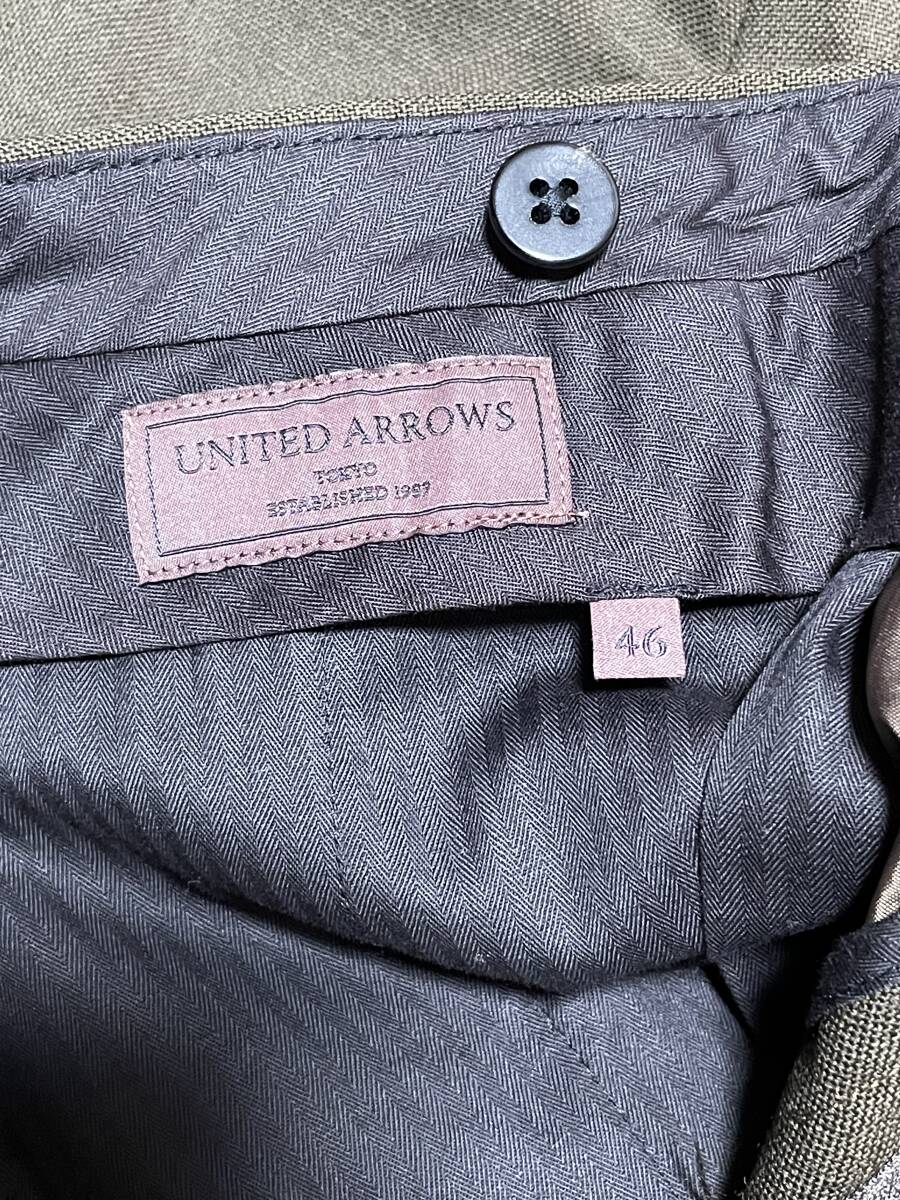 UNITED ARROWS
TOKYO
ESTABLISHED 1989
46